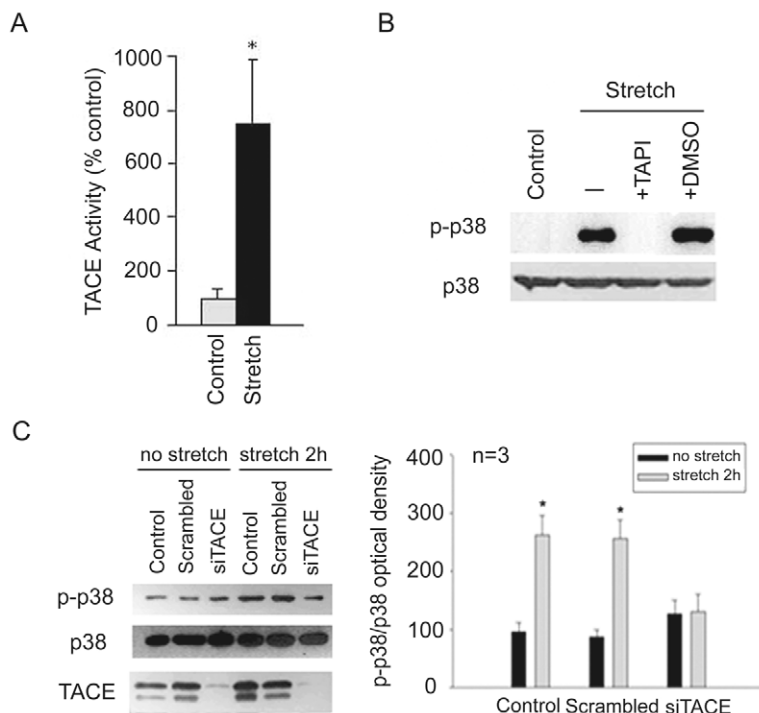 A
TACE Activity (% control)
1000
800
600
400
200
0
*
Control
Stretch
B
Stretch
Control
—
+TAPI
+DMSO
p-p38
p38
C
no stretch
stretch 2h
Control
Scrambled
siTACE
Control
Scrambled
siTACE
p-p38
p38
TACE
p-p38/p38 optical density
400
300
200
100
0
n=3
no stretch
stretch 2h
*
*
Control Scrambled siTACE